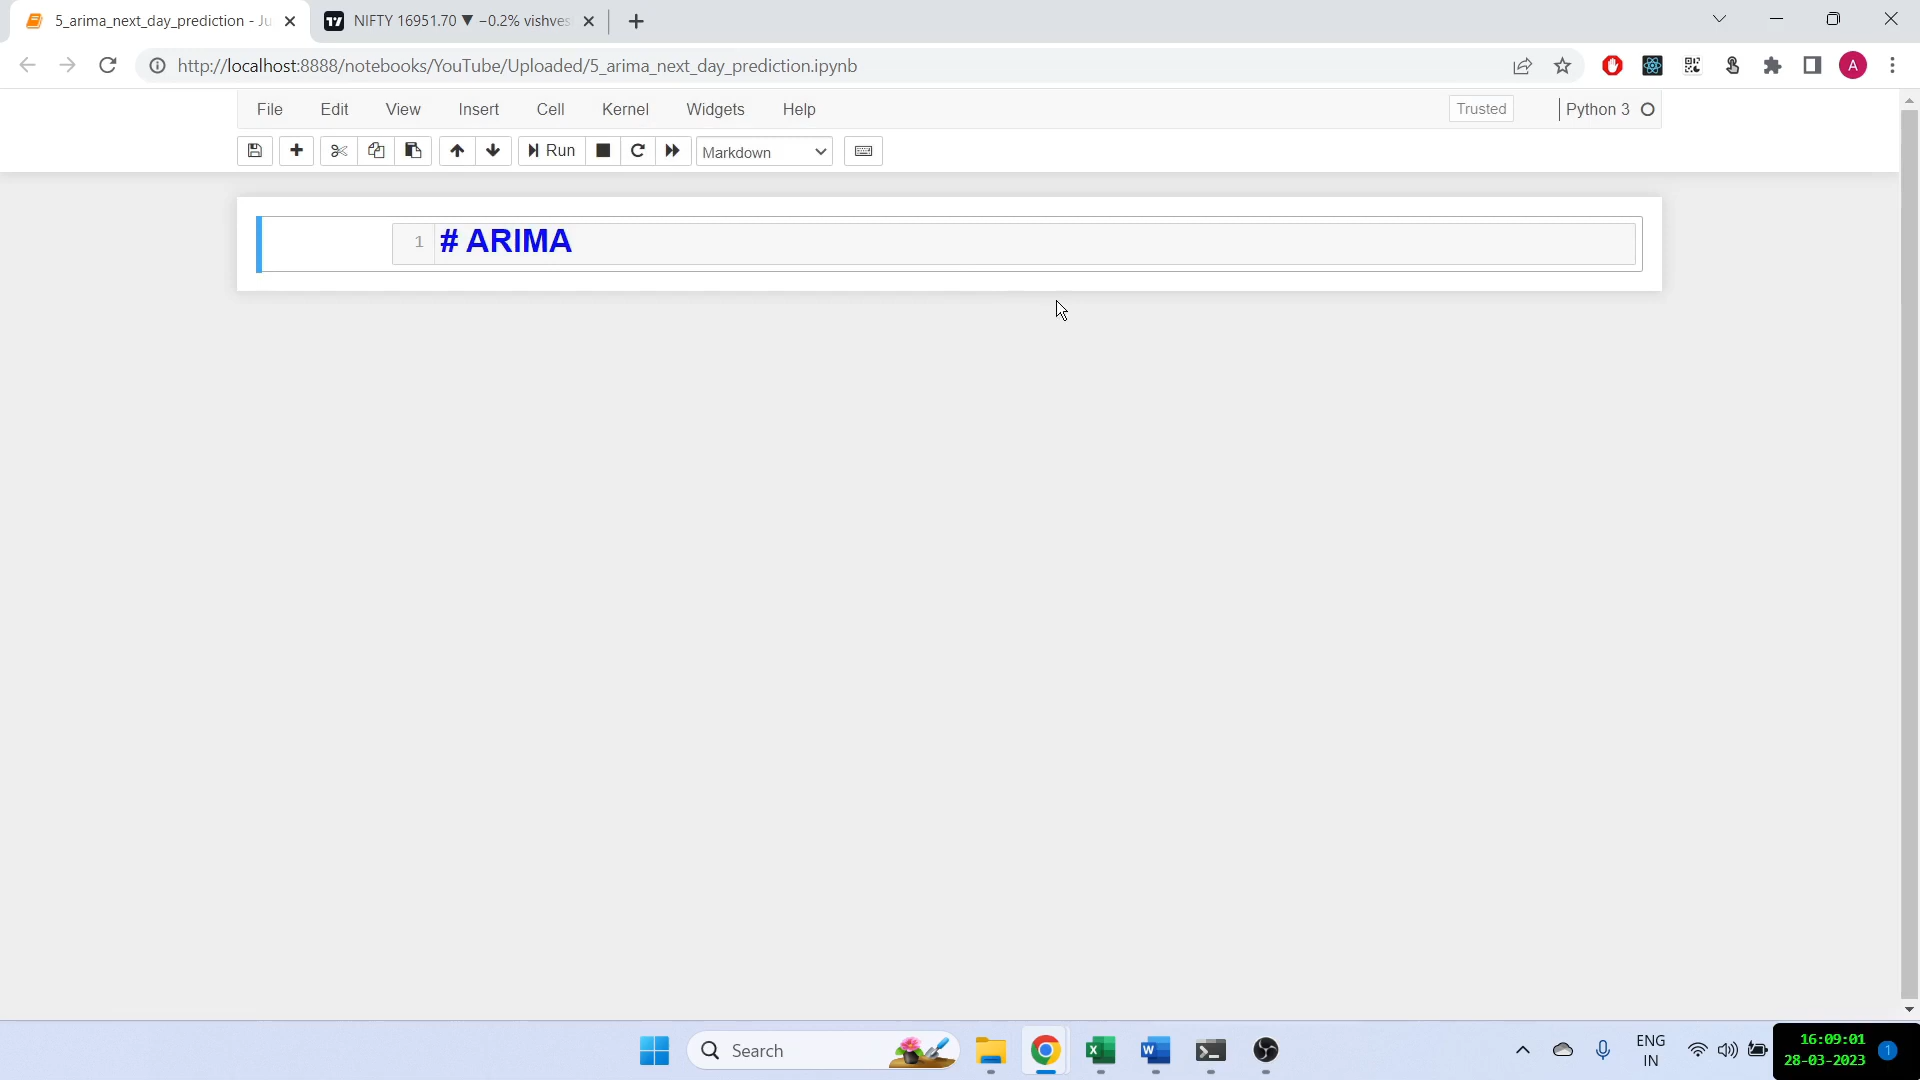 5_arima_next_day_prediction - Ju
NIFTY 16951.70 ▼ −0.2% vishves
http://localhost:8888/notebooks/YouTube/Uploaded/5_arima_next_day_prediction.ipynb
A
File Edit View Insert Cell Kernel Widgets Help
Trusted
Python 3
Run
Markdown
1 # ARIMA
Search
ENG
IN
16:09:01
28-03-2023
1